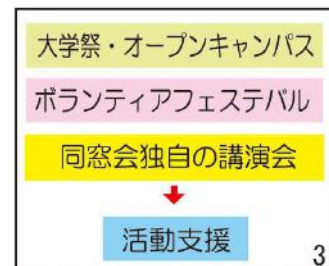 大学祭・オープンキャンパス
ボランティアフェステバル
同窓会独自の講演会
活動支援
3